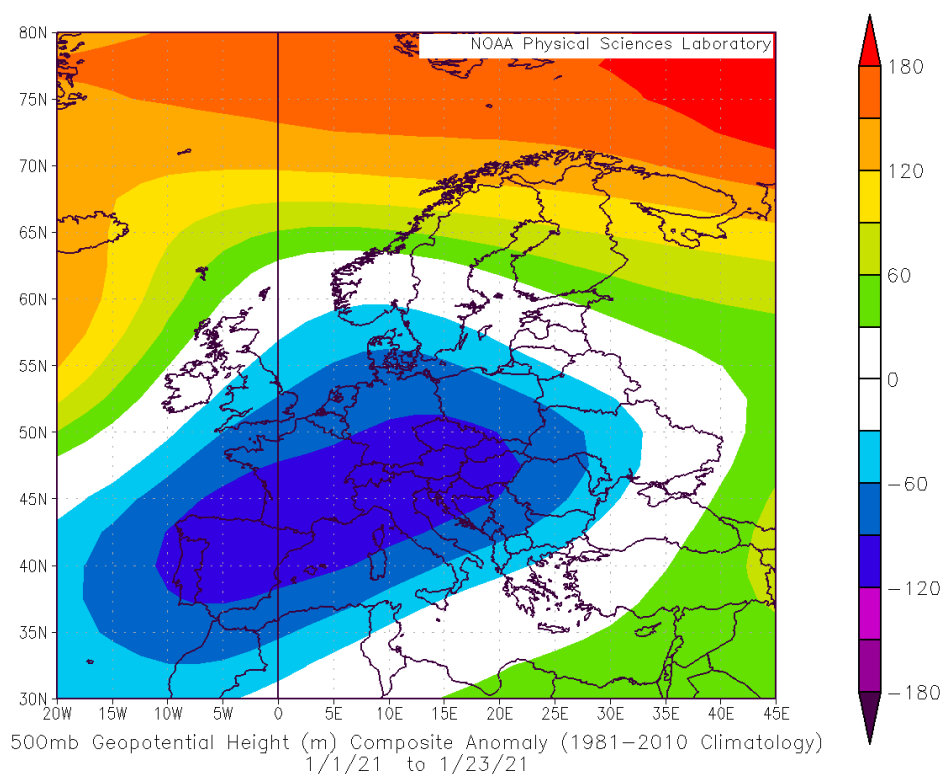 NOAA Physical Sciences Laboratory
80N
75N
70N
65N
60N
55N
50N
45N
40N
35N
30N
20W 15W 10W 5W 0 5E 10E 15E 20E 25E 30E 35E 40E 45E
180
120
60
0
-60
-120
-180
500mb Geopotential Height (m) Composite Anomaly (1981-2010 Climatology)
1/1/21 to 1/23/21